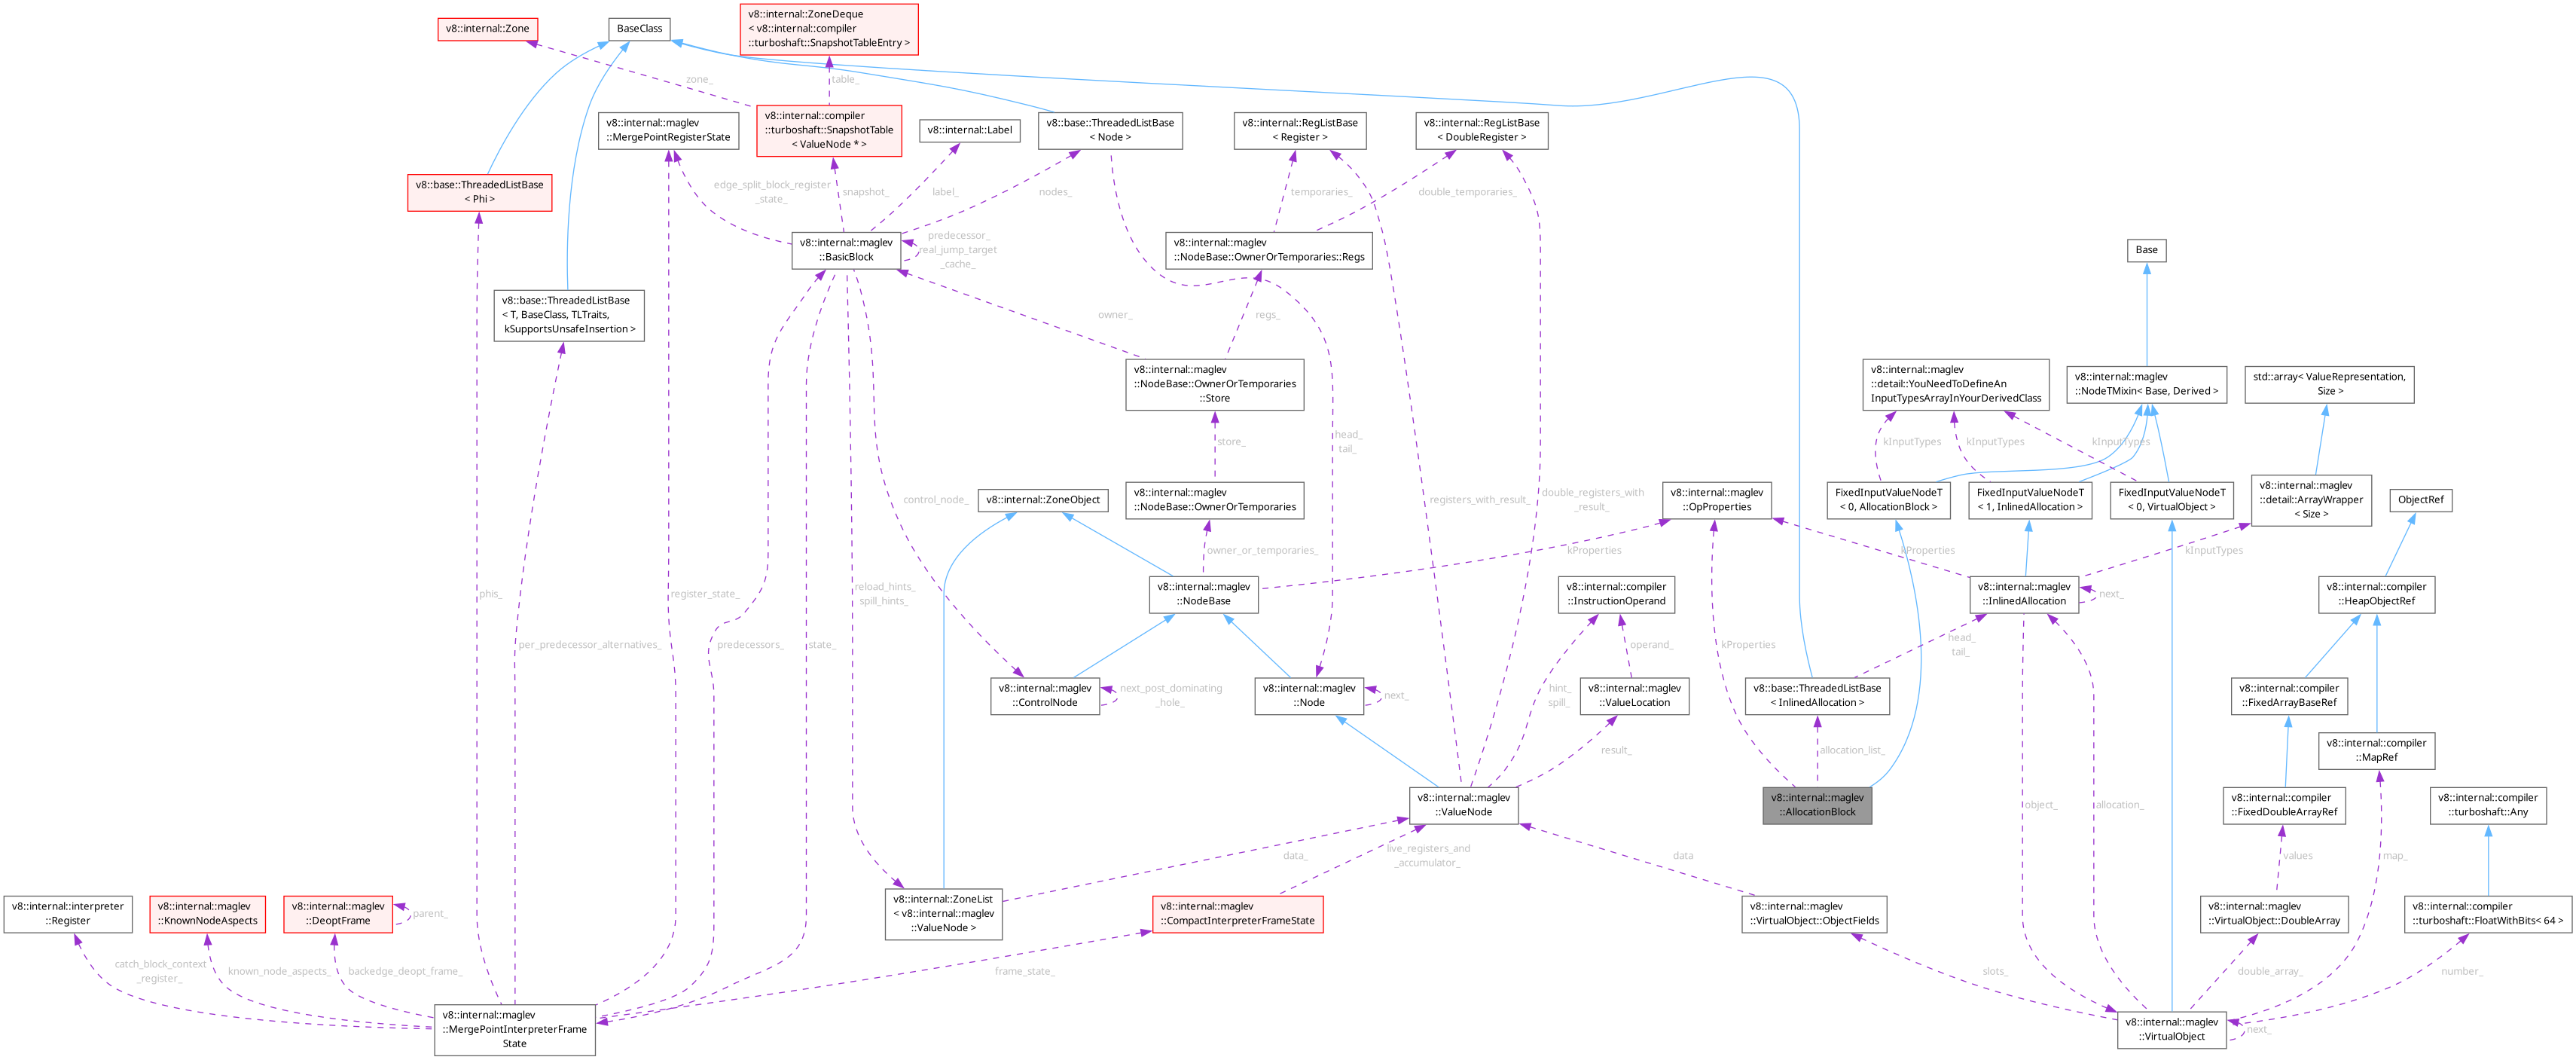 v8::internal::Zone
BaseClass
v8::internal::ZoneDeque
< v8::internal::compiler
::turboshaft::SnapshotTableEntry >
zone_
table_
v8::internal::maglev
::MergePointRegisterState
v8::internal::compiler
::turboshaft::SnapshotTable
< ValueNode * >
v8::internal::Label
v8::base::ThreadedListBase
< Node >
v8::internal::RegListBase
< Register >
v8::internal::RegListBase
< DoubleRegister >
v8::base::ThreadedListBase
< Phi >
edge_split_block_register
_state_
snapshot_
label_
nodes_
temporaries_
double_temporaries_
v8::internal::maglev
::BasicBlock
predecessor_
real_jump_target
_cache_
v8::internal::maglev
::NodeBase::OwnerOrTemporaries::Regs
Base
v8::base::ThreadedListBase
< T, BaseClass, TLTraits,
kSupportsUnsafeInsertion >
owner_
regs_
v8::internal::maglev
::NodeBase::OwnerOrTemporaries
::Store
v8::internal::maglev
::detail::YouNeedToDefineAn
InputTypesArrayInYourDerivedClass
v8::internal::maglev
::NodeTMixin< Base, Derived >
std::array< ValueRepresentation,
Size >
store_
head_
tail_
kInputTypes
kInputTypes
kInputTypes
control_node_
v8::internal::ZoneObject
v8::internal::maglev
::NodeBase::OwnerOrTemporaries
registers_with_result_
double_registers_with
_result_
v8::internal::maglev
::OpProperties
FixedInputValueNodeT
< 0, AllocationBlock >
FixedInputValueNodeT
< 1, InlinedAllocation >
FixedInputValueNodeT
< 0, VirtualObject >
v8::internal::maglev
::detail::ArrayWrapper
< Size >
ObjectRef
owner_or_temporaries_
kProperties
kProperties
kInputTypes
phis_
register_state_
reload_hints_
spill_hints_
v8::internal::maglev
::NodeBase
v8::internal::compiler
::InstructionOperand
v8::internal::maglev
::InlinedAllocation
next_
v8::internal::compiler
::HeapObjectRef
per_predecessor_alternatives_
predecessors_
state_
operand_
kProperties
head_
tail_
v8::internal::maglev
::ControlNode
next_post_dominating
_hole_
v8::internal::maglev
::Node
next_
hint_
spill_
v8::internal::maglev
::ValueLocation
v8::base::ThreadedListBase
< InlinedAllocation >
v8::internal::compiler
::FixedArrayBaseRef
result_
allocation_list_
v8::internal::compiler
::MapRef
v8::internal::maglev
::ValueNode
v8::internal::maglev
::AllocationBlock
object_
allocation_
v8::internal::compiler
::FixedDoubleArrayRef
v8::internal::compiler
::turboshaft::Any
data_
live_registers_and
_accumulator_
data
values
map_
v8::internal::interpreter
::Register
v8::internal::maglev
::KnownNodeAspects
v8::internal::maglev
::DeoptFrame
parent_
v8::internal::ZoneList
< v8::internal::maglev
::ValueNode >
v8::internal::maglev
::CompactInterpreterFrameState
v8::internal::maglev
::VirtualObject::ObjectFields
v8::internal::maglev
::VirtualObject::DoubleArray
v8::internal::compiler
::turboshaft::FloatWithBits< 64 >
catch_block_context
_register_
known_node_aspects_
backedge_deopt_frame_
frame_state_
slots_
double_array_
number_
v8::internal::maglev
::MergePointInterpreterFrame
State
v8::internal::maglev
::VirtualObject
next_